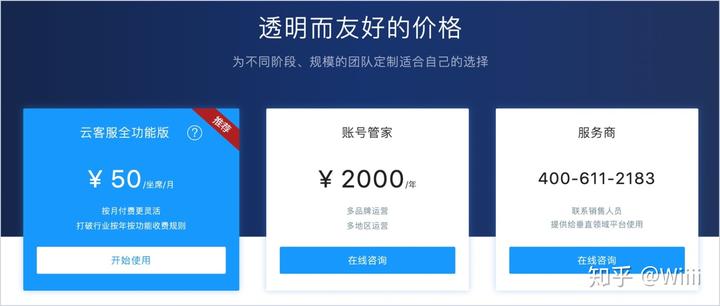 透明而友好的价格
为不同阶段、规模的团队定制适合自己的选择
云客服全功能版 ?
推荐
¥ 50/坐席/月
按月付费更灵活
打破行业按年按功能收费规则
开始使用
账号管家
¥ 2000/年
多品牌运营
多地区运营
在线咨询
服务商
400-611-2183
联系销售人员
提供给垂直领域平台使用
在线咨询
知乎 @Wiiii